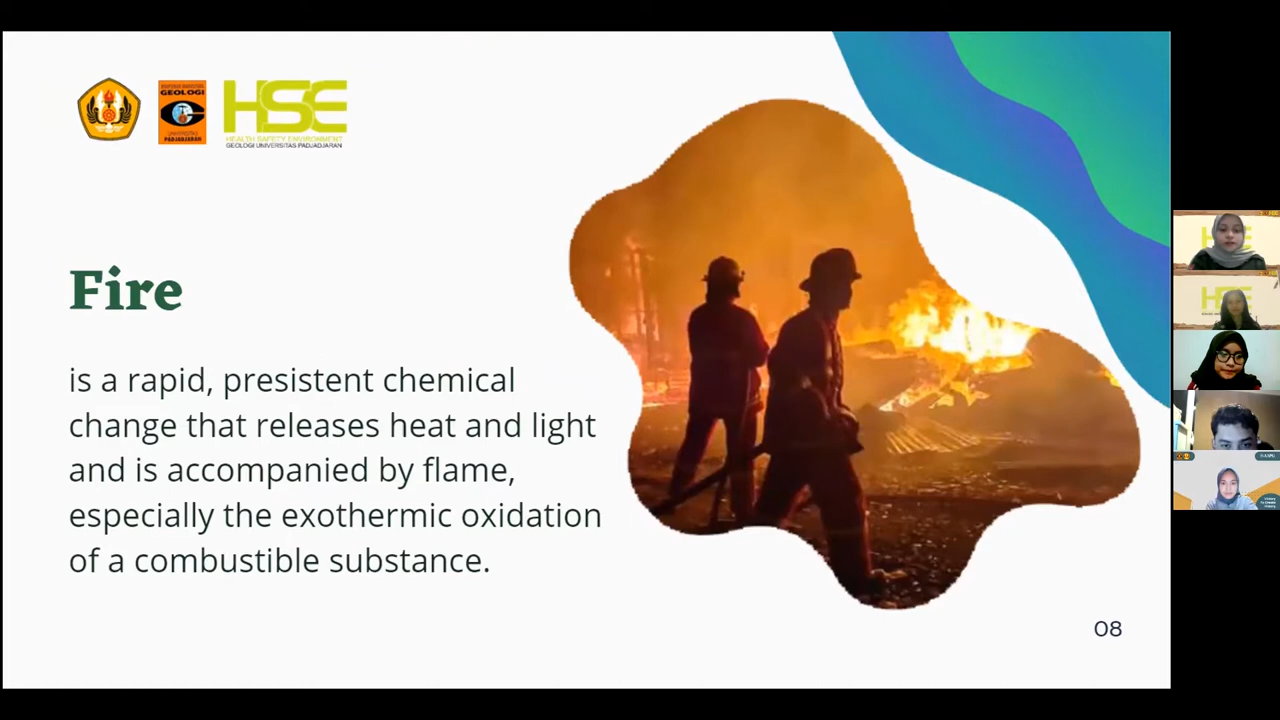 GEOLOGI
UNIVERSITAS
PADJADJARAN
HSE
HEALTH SAFETY ENVIRONMENT
GEOLOGI UNIVERSITAS PADJADJARAN
Fire
is a rapid, presistent chemical
change that releases heat and light
and is accompanied by flame,
especially the exothermic oxidation
of a combustible substance.
08